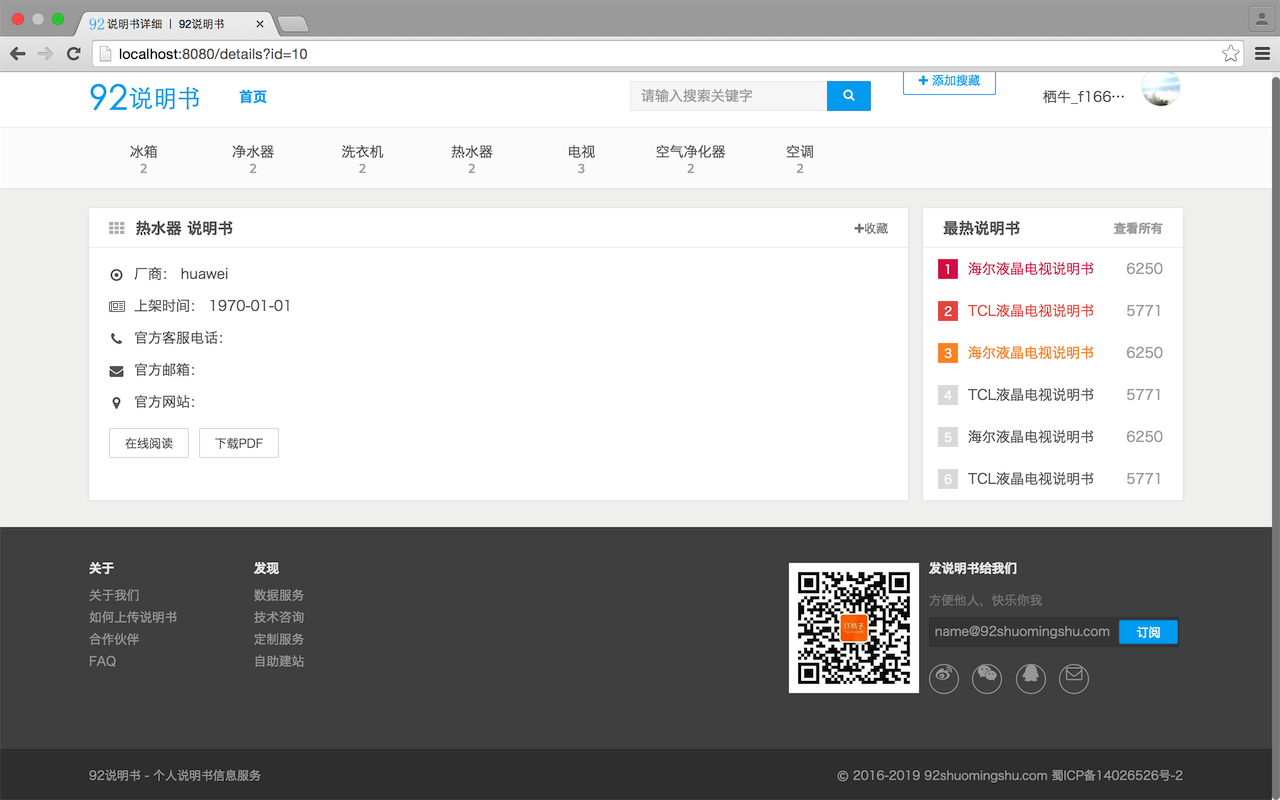 92 说明书详细 | 92说明书
localhost:8080/details?id=10
92说明书 首页 请输入搜索关键字 添加搜藏 栖牛_f166…
冰箱 净水器 洗衣机 热水器 电视 空气净化器 空调
2 2 2 2 3 2 2
热水器 说明书 +收藏
厂商： huawei
上架时间： 1970-01-01
官方客服电话：
官方邮箱：
官方网站：
在线阅读 下载PDF
最热说明书 查看所有
1 海尔液晶电视说明书 6250
2 TCL液晶电视说明书 5771
3 海尔液晶电视说明书 6250
4 TCL液晶电视说明书 5771
5 海尔液晶电视说明书 6250
6 TCL液晶电视说明书 5771
关于
关于我们
如何上传说明书
合作伙伴
FAQ
发现
数据服务
技术咨询
定制服务
自助建站
IT桔子
发说明书给我们
方便他人，快乐你我
name@92shuomingshu.com 订阅
92说明书 - 个人说明书信息服务
© 2016-2019 92shuomingshu.com 蜀ICP备14026526号-2